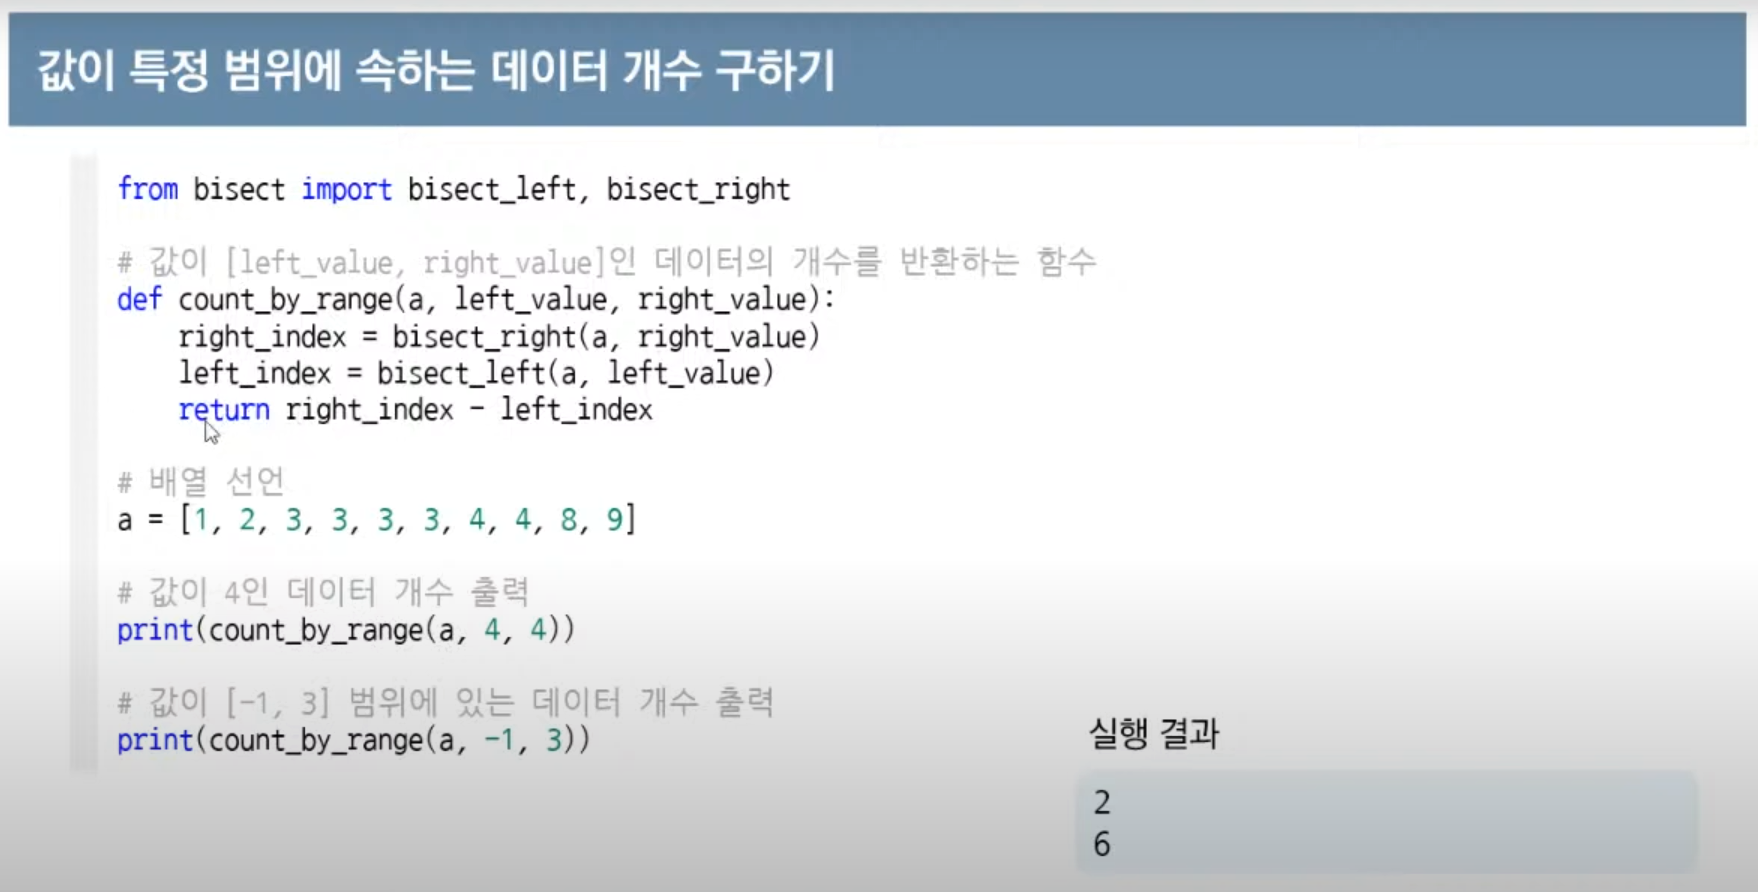 값이 특정 범위에 속하는 데이터 개수 구하기
from bisect import bisect_left, bisect_right
# 값이 [left_value, right_value]인 데이터의 개수를 반환하는 함수
def count_by_range(a, left_value, right_value):
    right_index = bisect_right(a, right_value)
    left_index = bisect_left(a, left_value)
    return right_index - left_index
# 배열 선언
a = [1, 2, 3, 3, 3, 3, 4, 4, 8, 9]
# 값이 4인 데이터 개수 출력
print(count_by_range(a, 4, 4))
# 값이 [-1, 3] 범위에 있는 데이터 개수 출력
print(count_by_range(a, -1, 3))
실행 결과
2
6